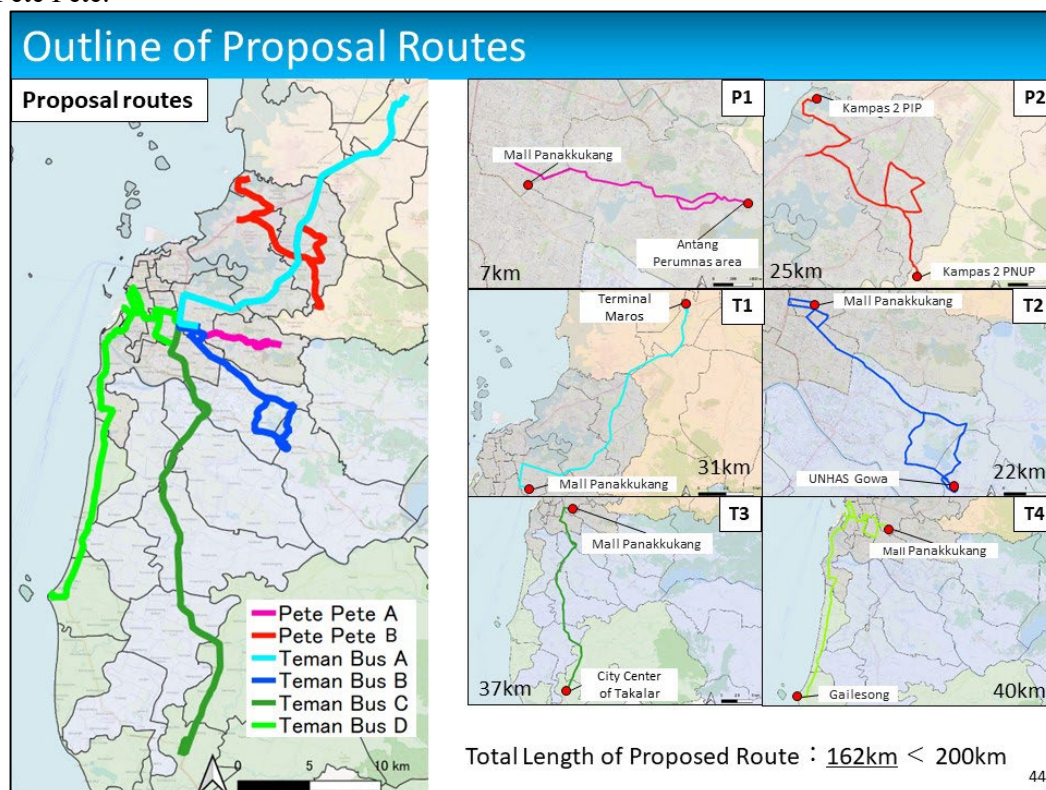 Pete Pete.
Outline of Proposal Routes
Proposal routes
Pete Pete A
Pete Pete B
Teman Bus A
Teman Bus B
Teman Bus C
Teman Bus D
0 5 10 km
P1
Mall Panakkukang
Antang
Perumnas area
7km
P2
Kampas 2 PIP
Kampas 2 PNUP
25km
T1
Terminal
Maros
Mall Panakkukang
31km
T2
Mall Panakkukang
UNHAS Gowa
22km
T3
Mall Panakkukang
City Center
of Takalar
37km
T4
Mall Panakkukang
Gailesong
40km
Total Length of Proposed Route : 162km < 200km
44